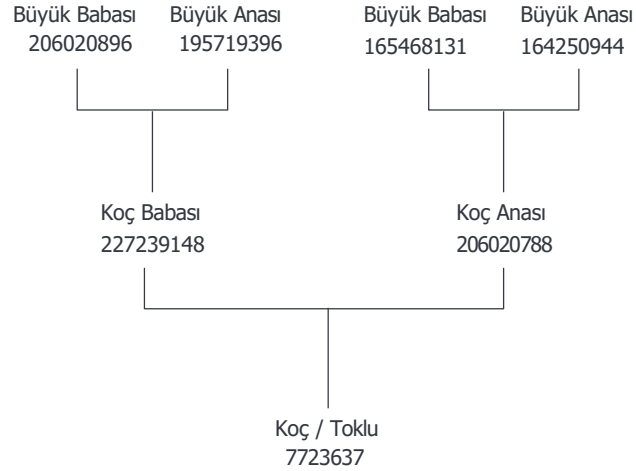 Büyük Babası Büyük Anası Büyük Babası Büyük Anası
206020896 195719396 165468131 164250944
Koç Babası Koç Anası
227239148 206020788
Koç / Toklu
7723637